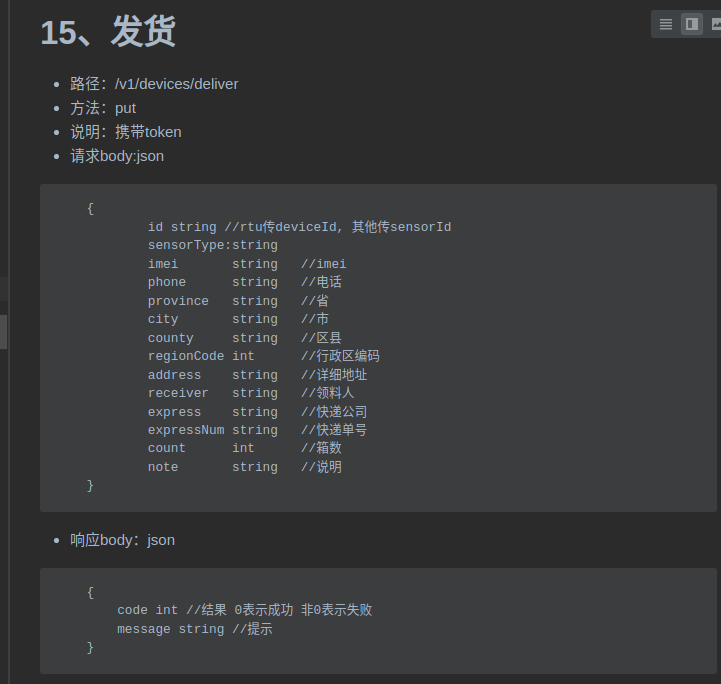 15、发货
路径：/v1/devices/deliver
方法：put
说明：携带token
请求body:json
{
id string //rtu传deviceId, 其他传sensorId
sensorType:string
imei string //imei
phone string //电话
province string //省
city string //市
county string //区县
regionCode int //行政区编码
address string //详细地址
receiver string //领料人
express string //快递公司
expressNum string //快递单号
count int //箱数
note string //说明
}
响应body：json
{
code int //结果 0表示成功 非0表示失败
message string //提示
}